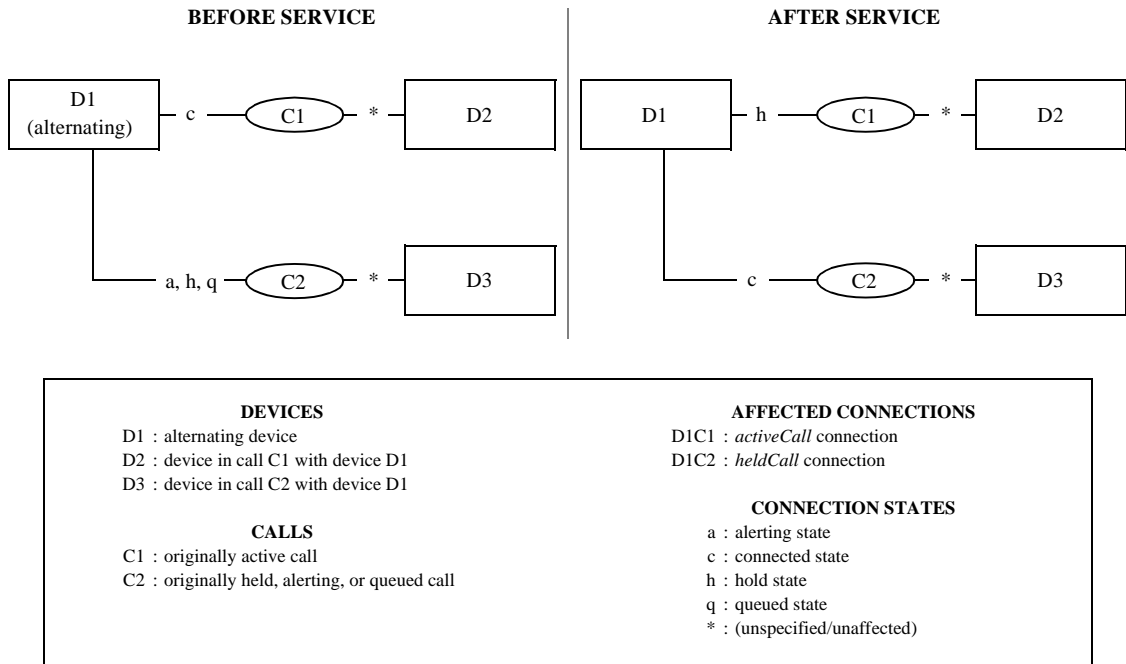 BEFORE SERVICE
D1
(alternating)
c
C1
*
D2
a, h, q
C2
*
D3
AFTER SERVICE
D1
h
C1
*
D2
c
C2
*
D3
DEVICES
D1 : alternating device
D2 : device in call C1 with device D1
D3 : device in call C2 with device D1
CALLS
C1 : originally active call
C2 : originally held, alerting, or queued call
AFFECTED CONNECTIONS
D1C1 : activeCall connection
D1C2 : heldCall connection
CONNECTION STATES
a : alerting state
c : connected state
h : hold state
q : queued state
* : (unspecified/unaffected)